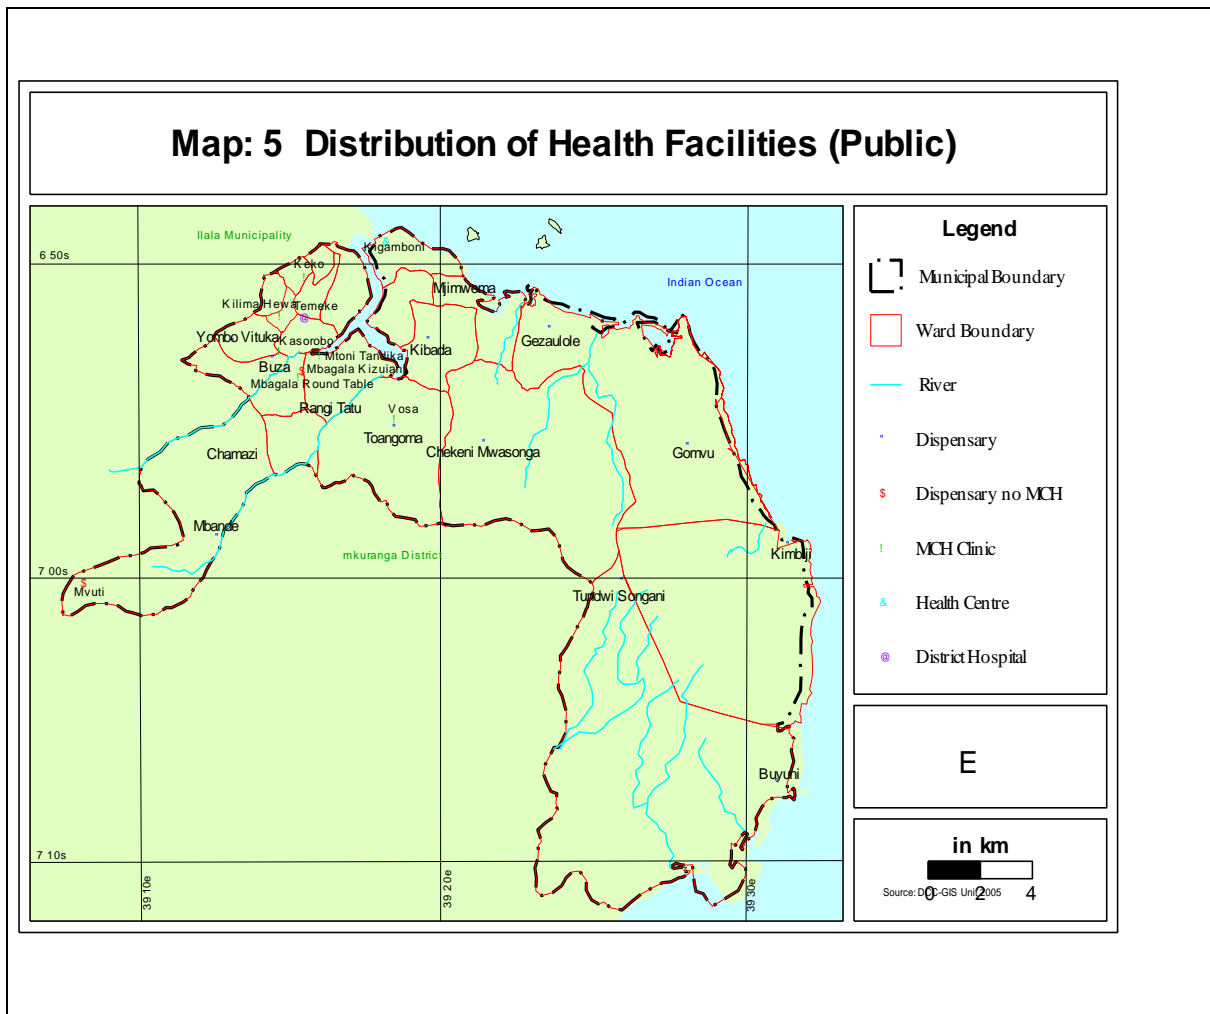 Map: 5 Distribution of Health Facilities (Public)
Ilala Municipality
Kigamboni
6 50s
Keko
Indian Ocean
Mjimwema
Kilima Hewa
Temeke
@
Yombo Vituka
Kasorobo
Gezaulole
Kibada
Mtoni Tandika
Buza
$
Mbagala Kizuiani
Mbagala Round Table
Rangi Tatu
Vosa
Toangoma
Chamazi
Chekeni Mwasonga
Gomvu
Mbande
mkuranga District
Kimbiji
7 00s
$
Mvuti
Tundwi Songani
Buyuni
7 10s
39 10e
39 20e
39 30e
Legend
Municipal Boundary
Ward Boundary
River
Dispensary
$ Dispensary no MCH
! MCH Clinic
& Health Centre
@ District Hospital
E
in km
Source: DCC-GIS Unit 2005
0 2 4